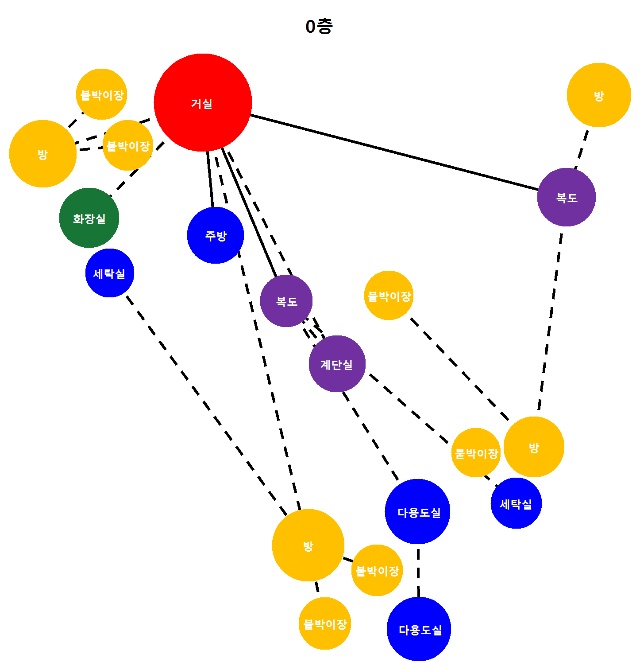 0층
붙박이장
방
거실
방
붙박이장
화장실
주방
복도
세탁실
붙박이장
복도
계단실
붙박이장
방
세탁실
다용도실
방
붙박이장
붙박이장
다용도실